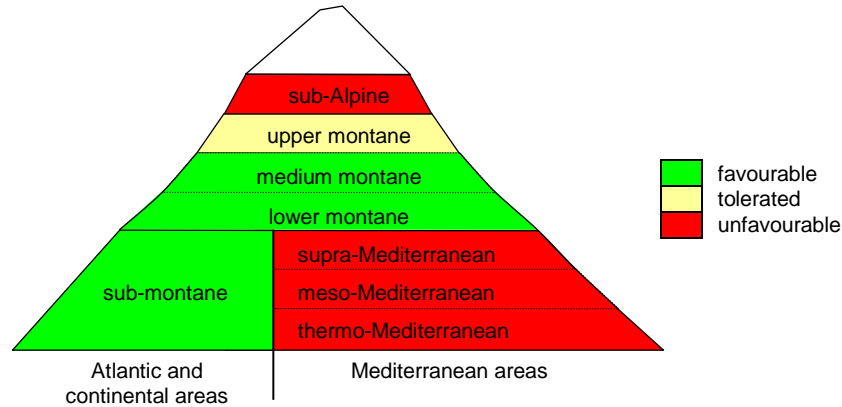 sub-Alpine
upper montane
medium montane
lower montane
sub-montane
supra-Mediterranean
meso-Mediterranean
thermo-Mediterranean
Atlantic and
continental areas
Mediterranean areas
favourable
tolerated
unfavourable